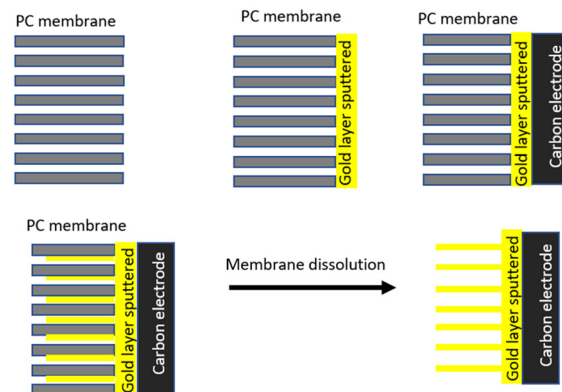 PC membrane
PC membrane
PC membrane
Gold layer sputtered
Gold layer sputtered
Carbon electrode
PC membrane
Gold layer sputtered
Carbon electrode
Membrane dissolution
Gold layer sputtered
Carbon electrode